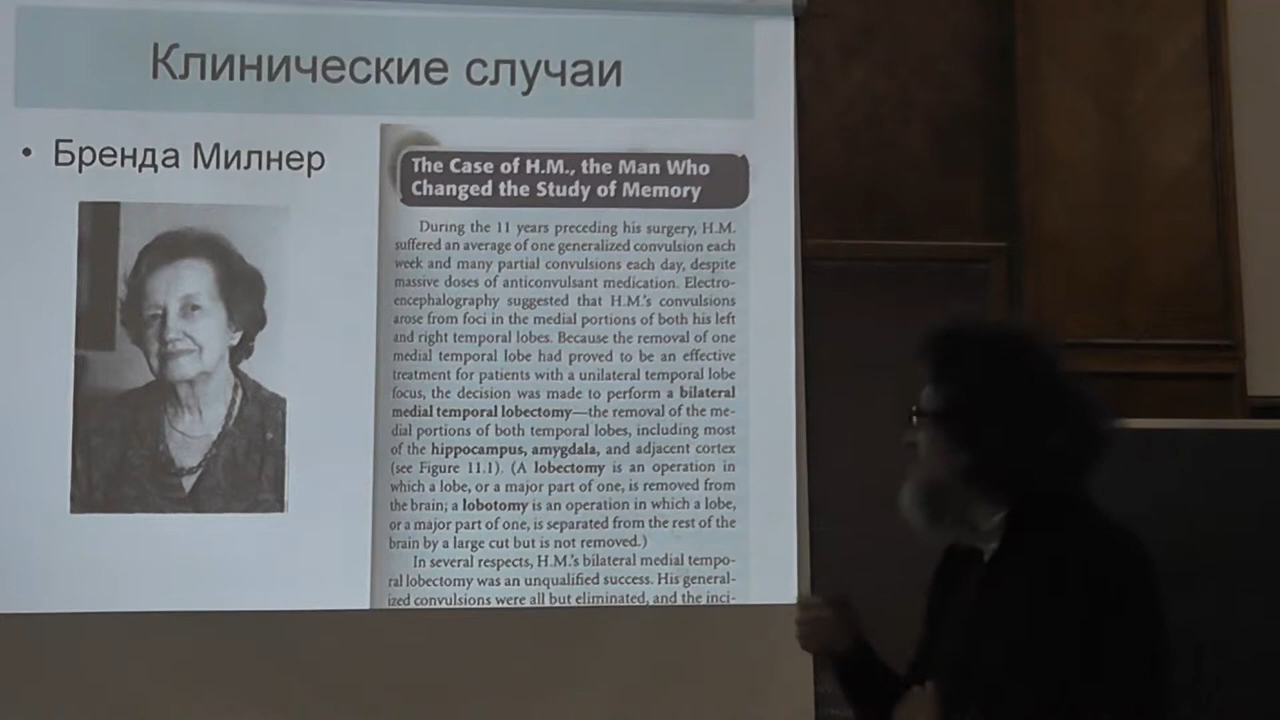 Клинические случаи
• Бренда Милнер
The Case of H.M., the Man Who
Changed the Study of Memory
During the 11 years preceding his surgery, H.M.
suffered an average of one generalized convulsion each
week and many partial convulsions each day, despite
massive doses of anticonvulsant medication. Electro-
encephalography suggested that H.M.'s convulsions
arose from foci in the medial portions of both his left
and right temporal lobes. Because the removal of one
medial temporal lobe had proved to be an effective
treatment for patients with a unilateral temporal lobe
focus, the decision was made to perform a bilateral
medial temporal lobectomy—the removal of the me-
dial portions of both temporal lobes, including most
of the hippocampus, amygdala, and adjacent cortex
(see Figure 11.1). (A lobectomy is an operation in
which a lobe, or a major part of one, is removed from
the brain; a lobotomy is an operation in which a lobe,
or a major part of one, is separated from the rest of the
brain by a large cut but is not removed.)
In several respects, H.M.'s bilateral medial tempo-
ral lobectomy was an unqualified success. His general-
ized convulsions were all but eliminated, and the inci-